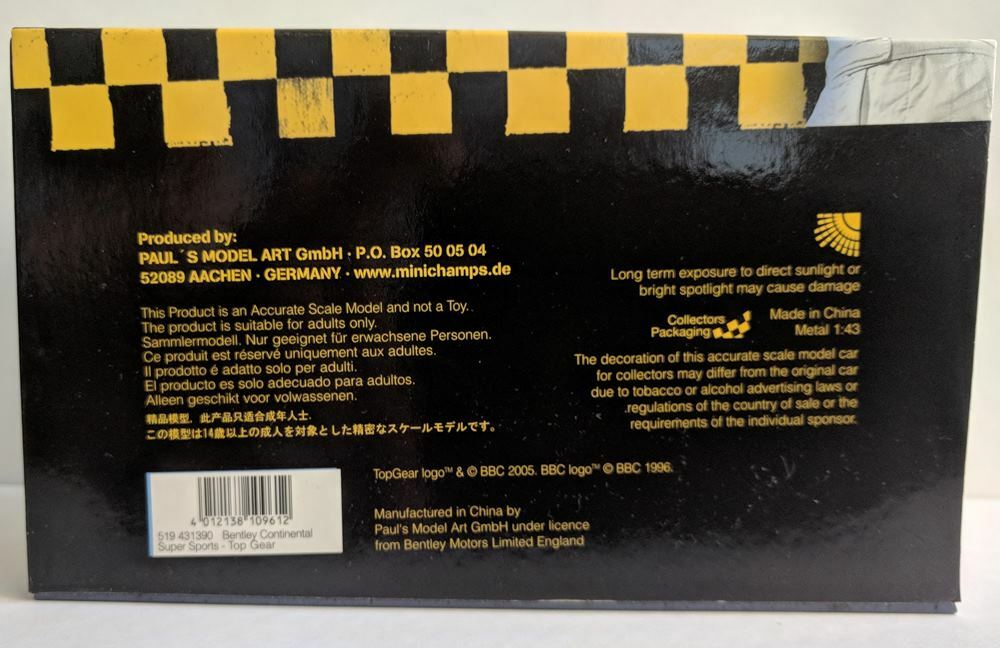 Produced by:
PAUL´S MODEL ART GmbH · P.O. Box 50 05 04
52089 AACHEN · GERMANY · www.minichamps.de
This Product is an Accurate Scale Model and not a Toy.
The product is suitable for adults only.
Sammlermodell. Nur geeignet für erwachsene Personen.
Ce produit est réservé uniquement aux adultes.
Il prodotto é adatto solo per adulti.
El producto es solo adecuado para adultos.
Alleen geschikt voor volwassenen.
精品模型，此产品只适合成年人士.
この模型は14歳以上の成人を対象とした精密なスケールモデルです。
Long term exposure to direct sunlight or
bright spotlight may cause damage
Collectors
Packaging
Made in China
Metal 1:43
The decoration of this accurate scale model car
for collectors may differ from the original car
due to tobacco or alcohol advertising laws or
regulations of the country of sale or the
requirements of the individual sponsor.
TopGear logo™ & © BBC 2005. BBC logo™ © BBC 1996.
Manufactured in China by
Paul's Model Art GmbH under licence
from Bentley Motors Limited England
4 012138 109612
519 431390 Bentley Continental
Super Sports - Top Gear